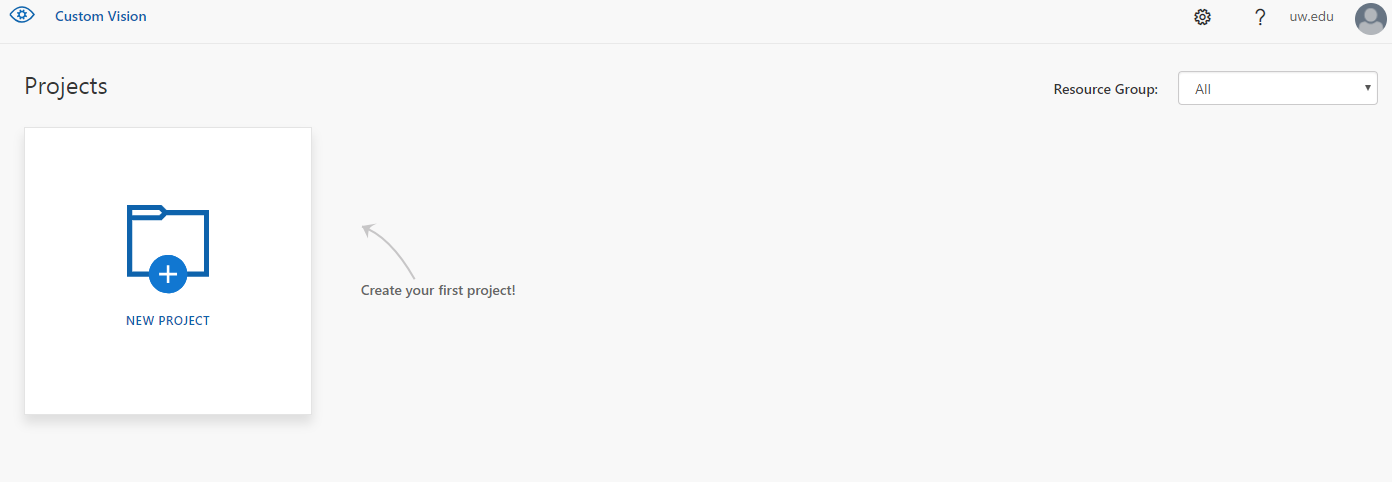 Custom Vision
?
uw.edu
Projects
Resource Group:
All
Create your first project!
NEW PROJECT